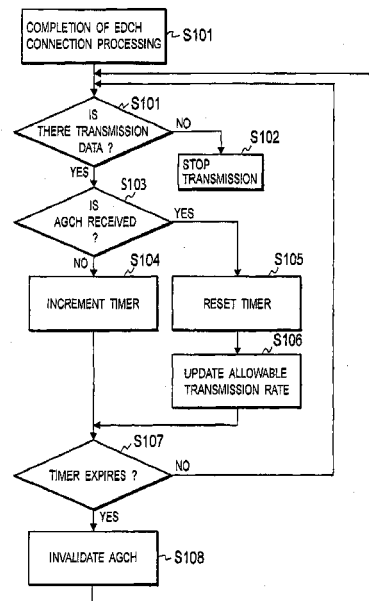 COMPLETION OF EDCH
CONNECTION PROCESSING
S101
S101
IS
THERE TRANSMISSION
DATA ?
NO
S102
STOP
TRANSMISSION
YES
S103
IS
AGCH RECEIVED
?
YES
NO
S104
INCREMENT TIMER
S105
RESET TIMER
S106
UPDATE ALLOWABLE
TRANSMISSION RATE
S107
TIMER EXPIRES ?
NO
YES
INVALIDATE AGCH
S108